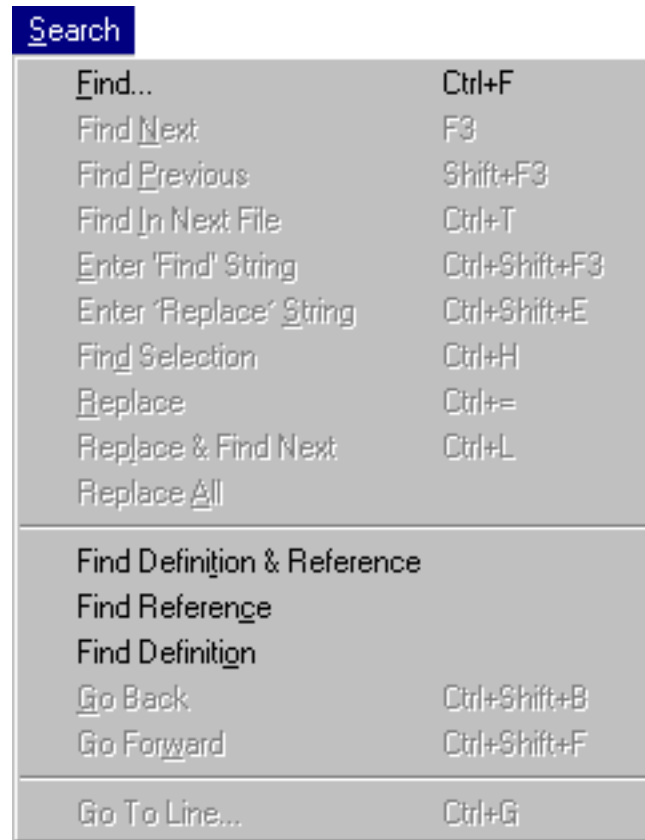 Search
Find... Ctrl+F
Find Next F3
Find Previous Shift+F3
Find In Next File Ctrl+T
Enter 'Find' String Ctrl+Shift+F3
Enter ´Replace´ String Ctrl+Shift+E
Find Selection Ctrl+H
Replace Ctrl+=
Replace & Find Next Ctrl+L
Replace All
Find Definition & Reference
Find Reference
Find Definition
Go Back Ctrl+Shift+B
Go Forward Ctrl+Shift+F
Go To Line... Ctrl+G